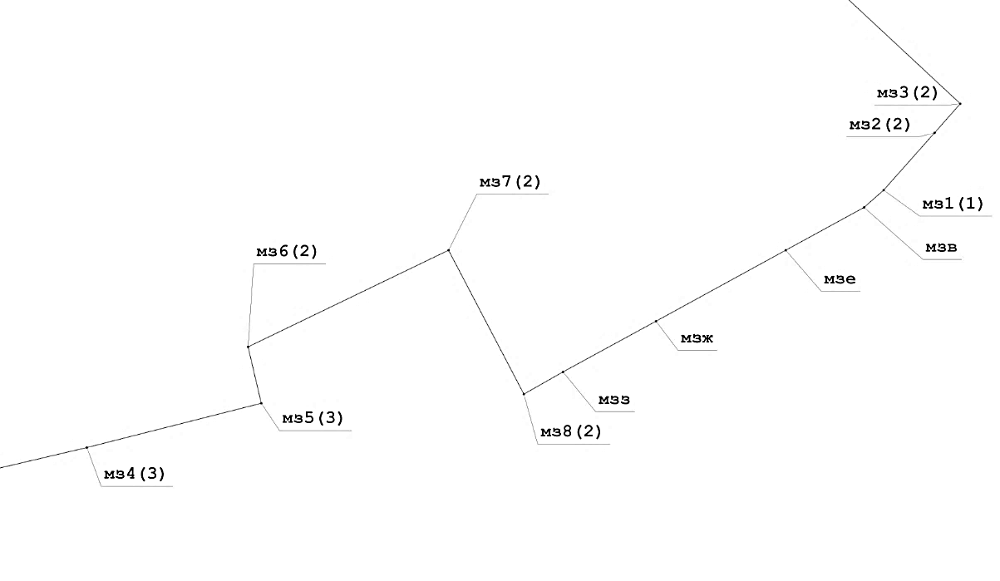 мз3(2)
мз2(2)
мз7(2)
мз1(1)
мзв
мз6(2)
мзе
мзж
мзз
мз5(3)
мз8(2)
мз4(3)